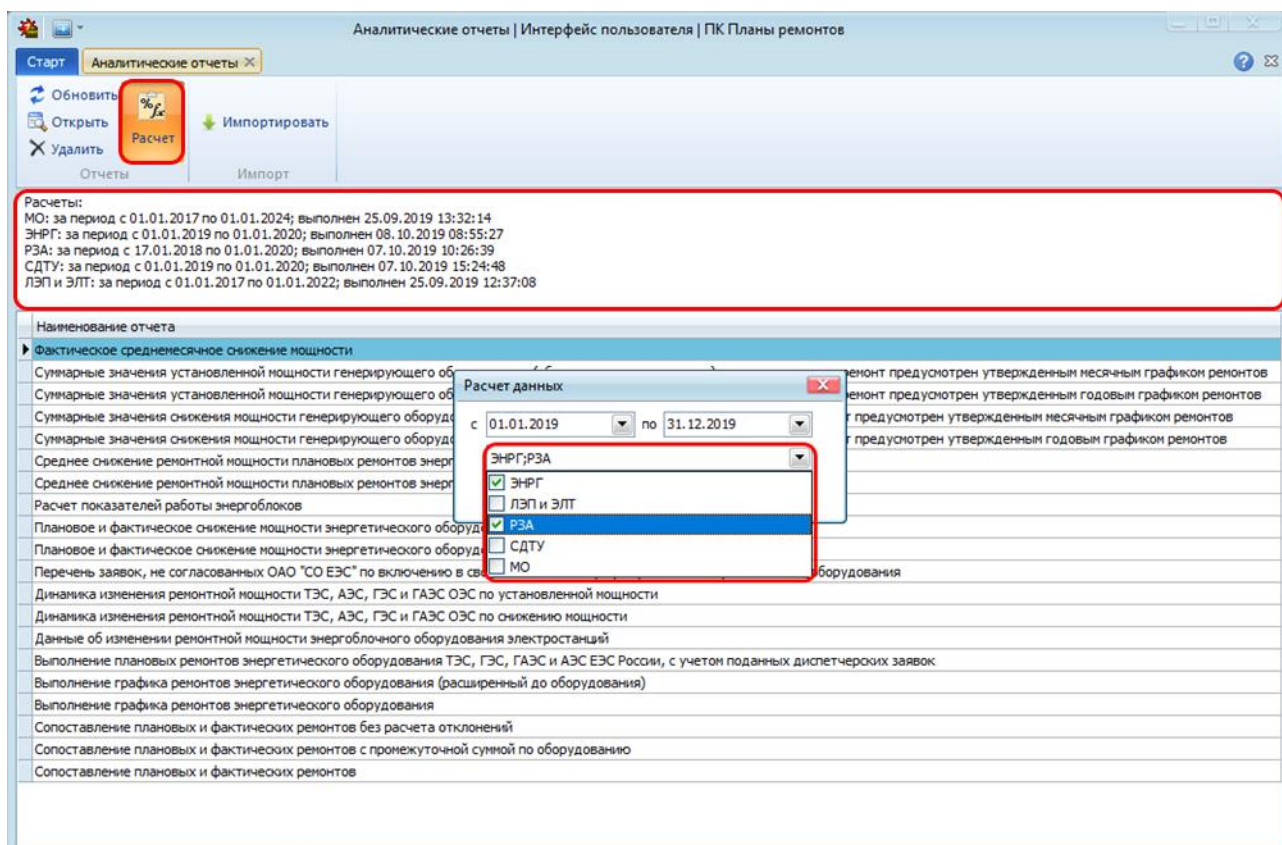 Аналитические отчеты | Интерфейс пользователя | ПК Планы ремонтов
Старт
Аналитические отчеты
Обновить
Открыть
Удалить
%fx
Расчет
Импортировать
Отчеты
Импорт
Расчеты:
МО: за период с 01.01.2017 по 01.01.2024; выполнен 25.09.2019 13:32:14
ЭНРГ: за период с 01.01.2019 по 01.01.2020; выполнен 08.10.2019 08:55:27
РЗА: за период с 17.01.2018 по 01.01.2020; выполнен 07.10.2019 10:26:39
СДТУ: за период с 01.01.2019 по 01.01.2020; выполнен 07.10.2019 15:24:48
ЛЭП и ЭЛТ: за период с 01.01.2017 по 01.01.2022; выполнен 25.09.2019 12:37:08
Наименование отчета
Фактическое среднемесячное снижение мощности
Суммарные значения установленной мощности генерирующего ремонт предусмотрен утвержденным месячным графиком ремонтов
Суммарные значения установленной мощности генерирующего ремонт предусмотрен утвержденным годовым графиком ремонтов
Суммарные значения снижения мощности генерирующего предусмотрен утвержденным месячным графиком ремонтов
Суммарные значения снижения мощности генерирующего предусмотрен утвержденным годовым графиком ремонтов
Среднее снижение ремонтной мощности плановых ремонтов
Среднее снижение ремонтной мощности плановых ремонтов
Расчет показателей работы энергоблоков
Плановое и фактическое снижение мощности энергетического
Плановое и фактическое снижение мощности энергетического
Перечень заявок, не согласованных ОАО "СО ЕЭС" по включению в оборудования
Динамика изменения ремонтной мощности ТЭС, АЭС, ГЭС и ГАЭС ОЭС по установленной мощности
Динамика изменения ремонтной мощности ТЭС, АЭС, ГЭС и ГАЭС ОЭС по снижению мощности
Данные об изменении ремонтной мощности энергоблочного оборудования электростанций
Выполнение плановых ремонтов энергетического оборудования ТЭС, ГЭС, ГАЭС и АЭС ЕЭС России, с учетом поданных диспетчерских заявок
Выполнение графика ремонтов энергетического оборудования (расширенный до оборудования)
Выполнение графика ремонтов энергетического оборудования
Сопоставление плановых и фактических ремонтов без расчета отклонений
Сопоставление плановых и фактических ремонтов с промежуточной суммой по оборудованию
Сопоставление плановых и фактических ремонтов
Расчет данных
с 01.01.2019 по 31.12.2019
ЭНРГ;РЗА
ЭНРГ
ЛЭП и ЭЛТ
РЗА
СДТУ
МО